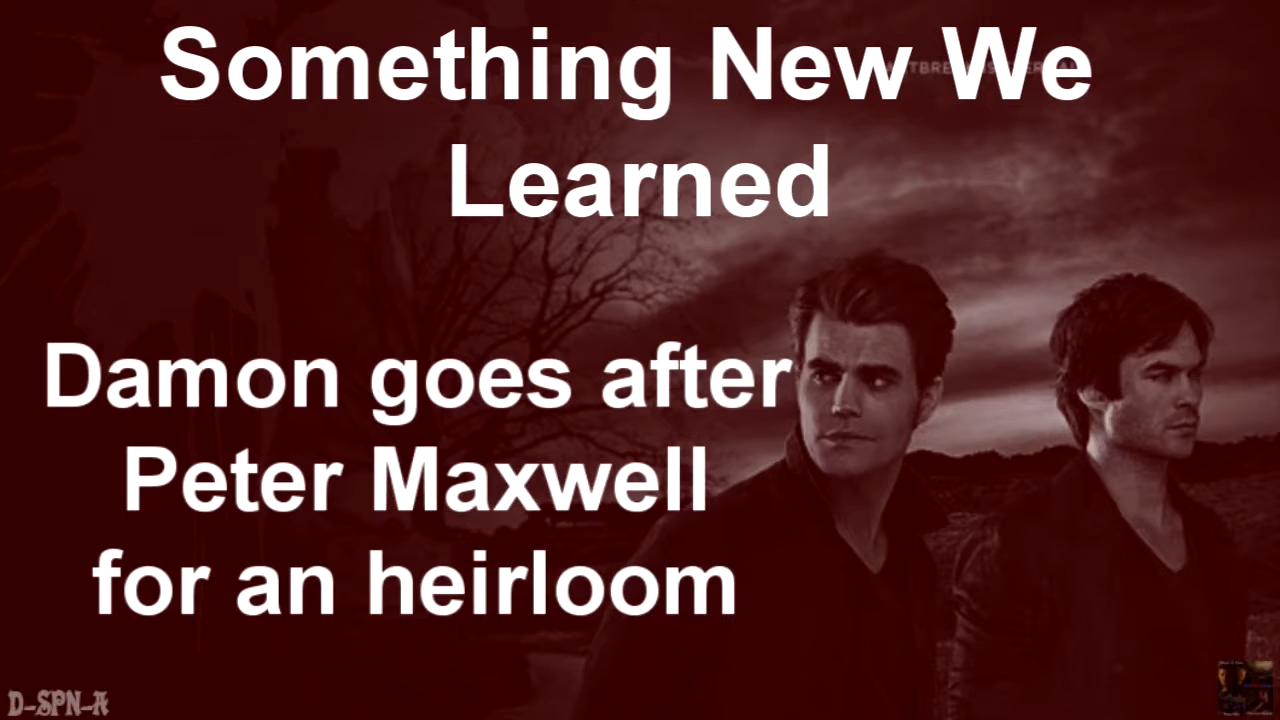 Something New We
Learned
Damon goes after
Peter Maxwell
for an heirloom
D-SPN-A